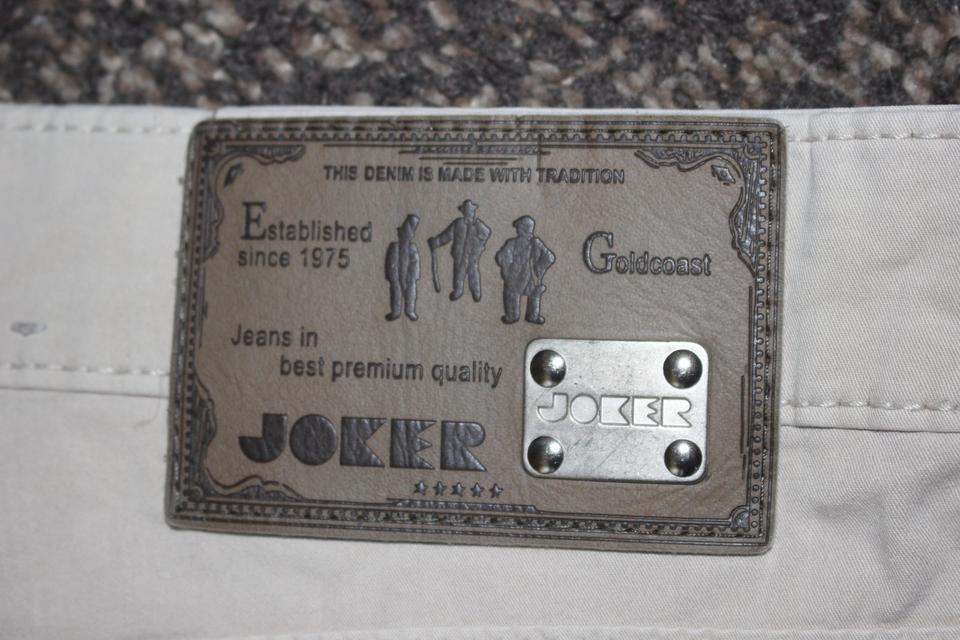 THIS DENIM IS MADE WITH TRADITION
Established
since 1975
Goldcoast
Jeans in
best premium quality
JOKER
JOKER